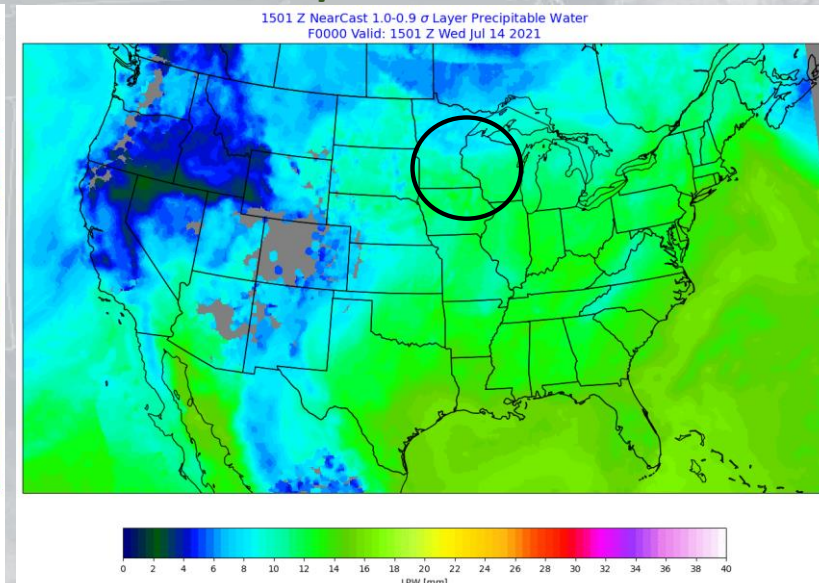 1501 Z NearCast 1.0-0.9 σ Layer Precipitable Water
F0000 Valid: 1501 Z Wed Jul 14 2021
0 2 4 6 8 10 12 14 16 18 20 22 24 26 28 30 32 34 36 38 40
LPW [mm]